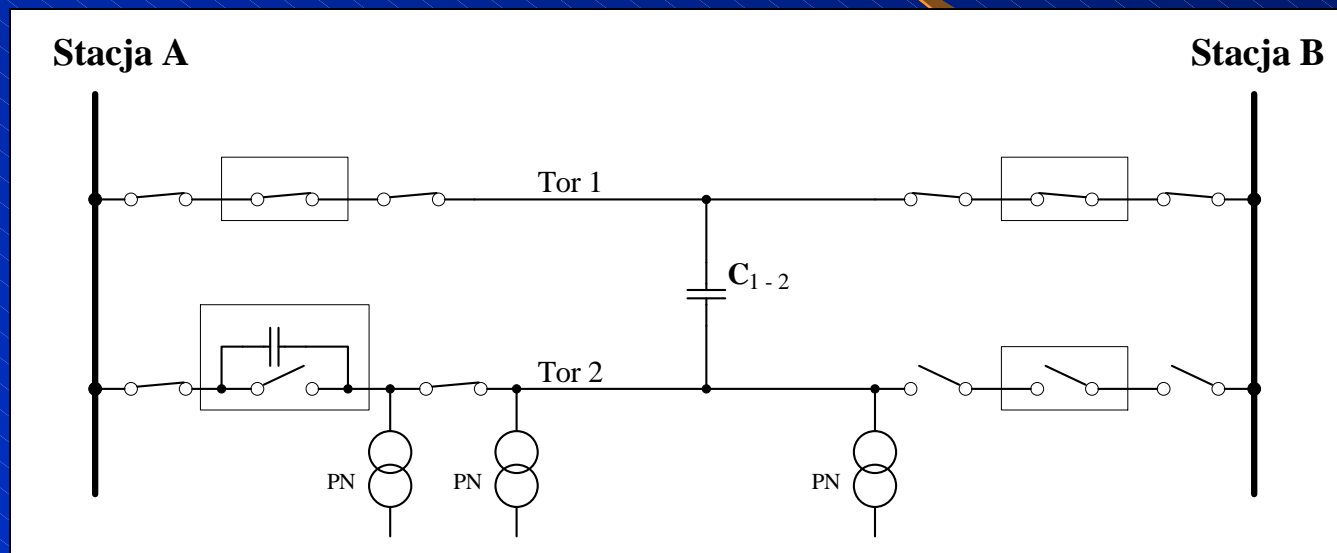 Stacja A
Stacja B
Tor 1
C1 - 2
Tor 2
PN
PN
PN